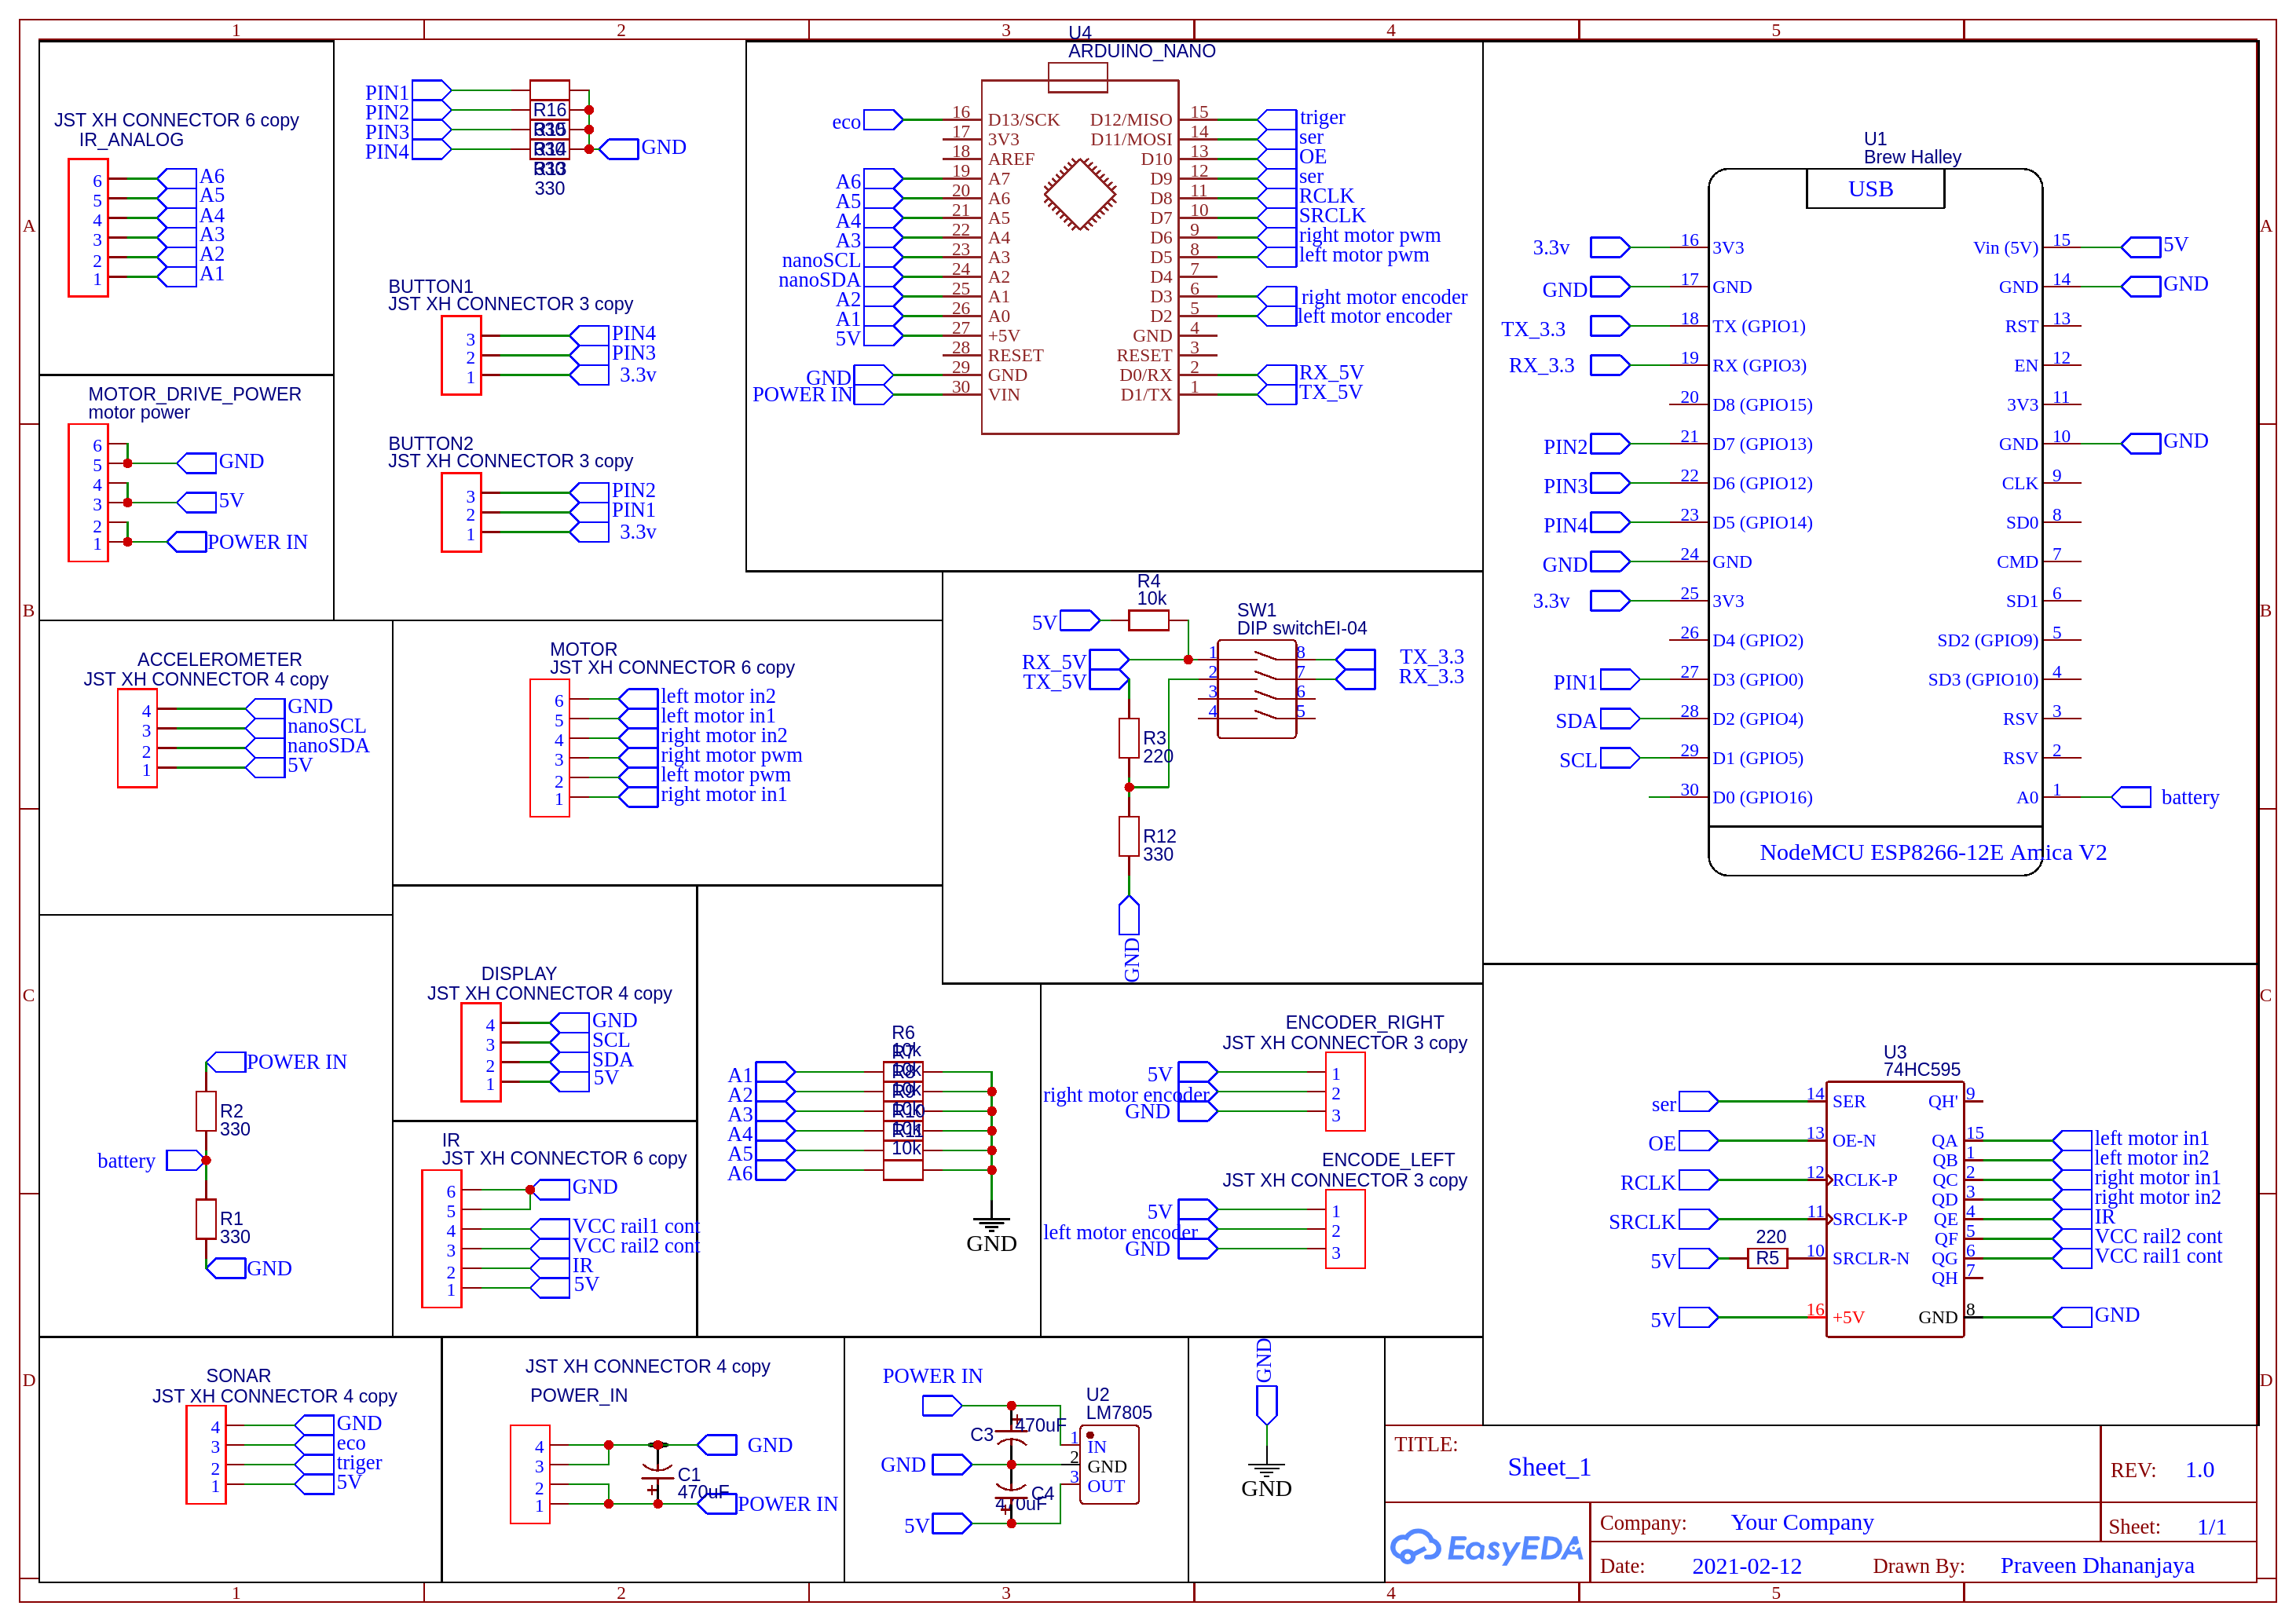 1 2 3 4 5
A
B
C
D
A
B
C
D
1 2 3 4 5
JST XH CONNECTOR 6 copy
IR_ANALOG
6 A6
5 A5
4 A4
3 A3
2 A2
1 A1
MOTOR_DRIVE_POWER
motor power
6
5 GND
4
3 5V
2
1 POWER IN
PIN1
PIN2
PIN3
PIN4
R16
330
R15
330
R14
330
R13
330
GND
BUTTON1
JST XH CONNECTOR 3 copy
3 PIN4
2 PIN3
1 3.3v
BUTTON2
JST XH CONNECTOR 3 copy
3 PIN2
2 PIN1
1 3.3v
U4
ARDUINO_NANO
eco 16 D13/SCK D12/MISO 15 triger
17 3V3 D11/MOSI 14 ser
18 AREF D10 13 OE
A6 19 A7 D9 12 ser
A5 20 A6 D8 11 RCLK
A4 21 A5 D7 10 SRCLK
A3 22 A4 D6 9 right motor pwm
nanoSCL 23 A3 D5 8 left motor pwm
nanoSDA 24 A2 D4 7
A2 25 A1 D3 6 right motor encoder
A1 26 A0 D2 5 left motor encoder
5V 27 +5V GND 4
28 RESET RESET 3
GND 29 GND D0/RX 2 RX_5V
POWER IN 30 VIN D1/TX 1 TX_5V
U1
Brew Halley
USB
3.3v 16 3V3 Vin (5V) 15 5V
GND 17 GND GND 14 GND
TX_3.3 18 TX (GPIO1) RST 13
RX_3.3 19 RX (GPIO3) EN 12
20 D8 (GPIO15) 3V3 11
PIN2 21 D7 (GPIO13) GND 10 GND
PIN3 22 D6 (GPIO12) CLK 9
PIN4 23 D5 (GPIO14) SD0 8
GND 24 GND CMD 7
3.3v 25 3V3 SD1 6
26 D4 (GPIO2) SD2 (GPIO9) 5
PIN1 27 D3 (GPIO0) SD3 (GPIO10) 4
SDA 28 D2 (GPIO4) RSV 3
SCL 29 D1 (GPIO5) RSV 2
30 D0 (GPIO16) A0 1 battery
NodeMCU ESP8266-12E Amica V2
ACCELEROMETER
JST XH CONNECTOR 4 copy
4 GND
3 nanoSCL
2 nanoSDA
1 5V
MOTOR
JST XH CONNECTOR 6 copy
6 left motor in2
5 left motor in1
4 right motor in2
3 right motor pwm
2 left motor pwm
1 right motor in1
R4
10k
5V
SW1
DIP switchEI-04
RX_5V 1 8 TX_3.3
TX_5V 2 7 RX_3.3
3 6
4 5
R3
220
R12
330
GND
POWER IN
R2
330
battery
R1
330
GND
DISPLAY
JST XH CONNECTOR 4 copy
4 GND
3 SCL
2 SDA
1 5V
IR
JST XH CONNECTOR 6 copy
6 GND
5
4 VCC rail1 cont
3 VCC rail2 cont
2 IR
1 5V
R6
10k
R7
10k
R8
10k
R9
10k
R10
10k
R11
10k
A1
A2
A3
A4
A5
A6
GND
ENCODER_RIGHT
JST XH CONNECTOR 3 copy
5V 1
right motor encoder 2
GND 3
ENCODE_LEFT
JST XH CONNECTOR 3 copy
5V 1
left motor encoder 2
GND 3
U3
74HC595
ser 14 SER QH' 9
OE 13 OE-N QA 15 left motor in1
QB 1 left motor in2
RCLK 12 RCLK-P QC 2 right motor in1
QD 3 right motor in2
SRCLK 11 SRCLK-P QE 4 IR
QF 5 VCC rail2 cont
220
5V R5 10 SRCLR-N QG 6 VCC rail1 cont
QH 7
5V 16 +5V GND 8 GND
SONAR
JST XH CONNECTOR 4 copy
4 GND
3 eco
2 triger
1 5V
JST XH CONNECTOR 4 copy
POWER_IN
4 GND
3
2
1 POWER IN
C1
470uF
POWER IN
C3 470uF
GND
C4
470uF
5V
U2
LM7805
1 IN
2 GND
3 OUT
GND
GND
TITLE:
Sheet_1
REV: 1.0
EasyEDA
Company: Your Company
Sheet: 1/1
Date: 2021-02-12
Drawn By: Praveen Dhananjaya